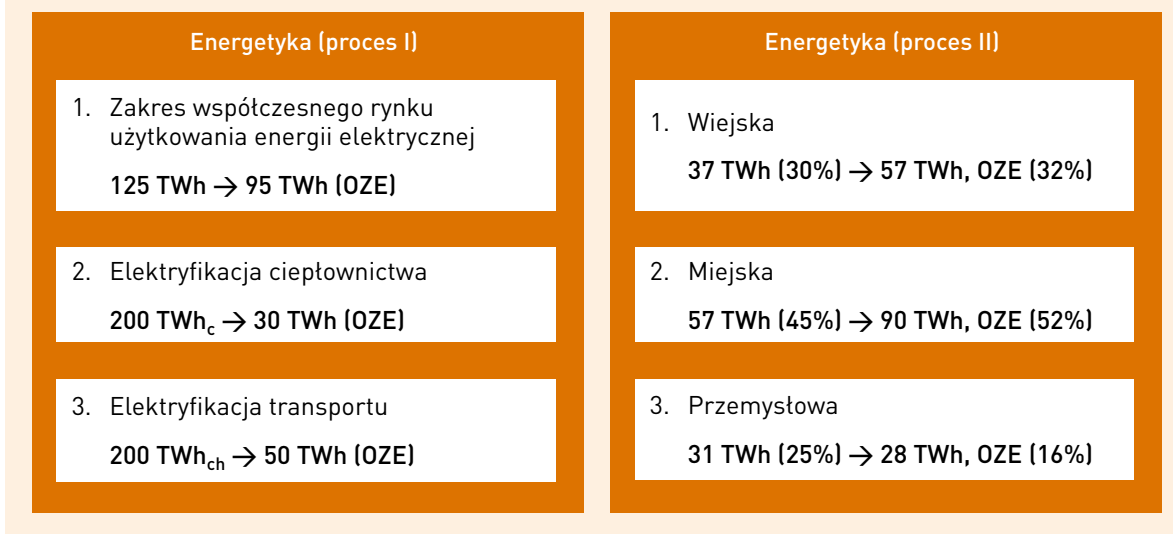 Energetyka (proces I)
1. Zakres współczesnego rynku
użytkowania energii elektrycznej
125 TWh → 95 TWh (OZE)
2. Elektryfikacja ciepłownictwa
200 TWhc → 30 TWh (OZE)
3. Elektryfikacja transportu
200 TWhch → 50 TWh (OZE)
Energetyka (proces II)
1. Wiejska
37 TWh (30%) → 57 TWh, OZE (32%)
2. Miejska
57 TWh (45%) → 90 TWh, OZE (52%)
3. Przemysłowa
31 TWh (25%) → 28 TWh, OZE (16%)